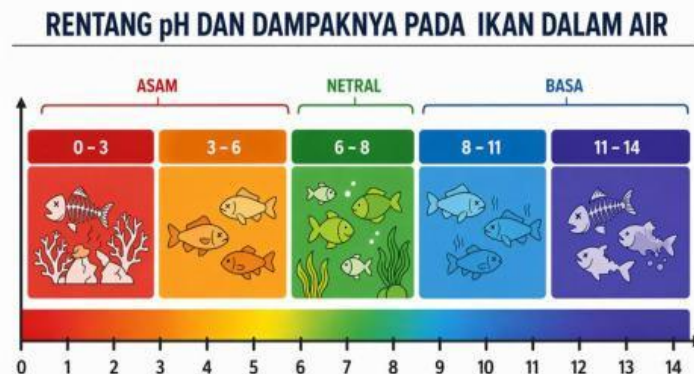 RENTANG pH DAN DAMPAKNYA PADA IKAN DALAM AIR
ASAM NETRAL BASA
0 – 3 3 – 6 6 – 8 8 – 11 11 – 14
0 1 2 3 4 5 6 7 8 9 10 11 12 13 14